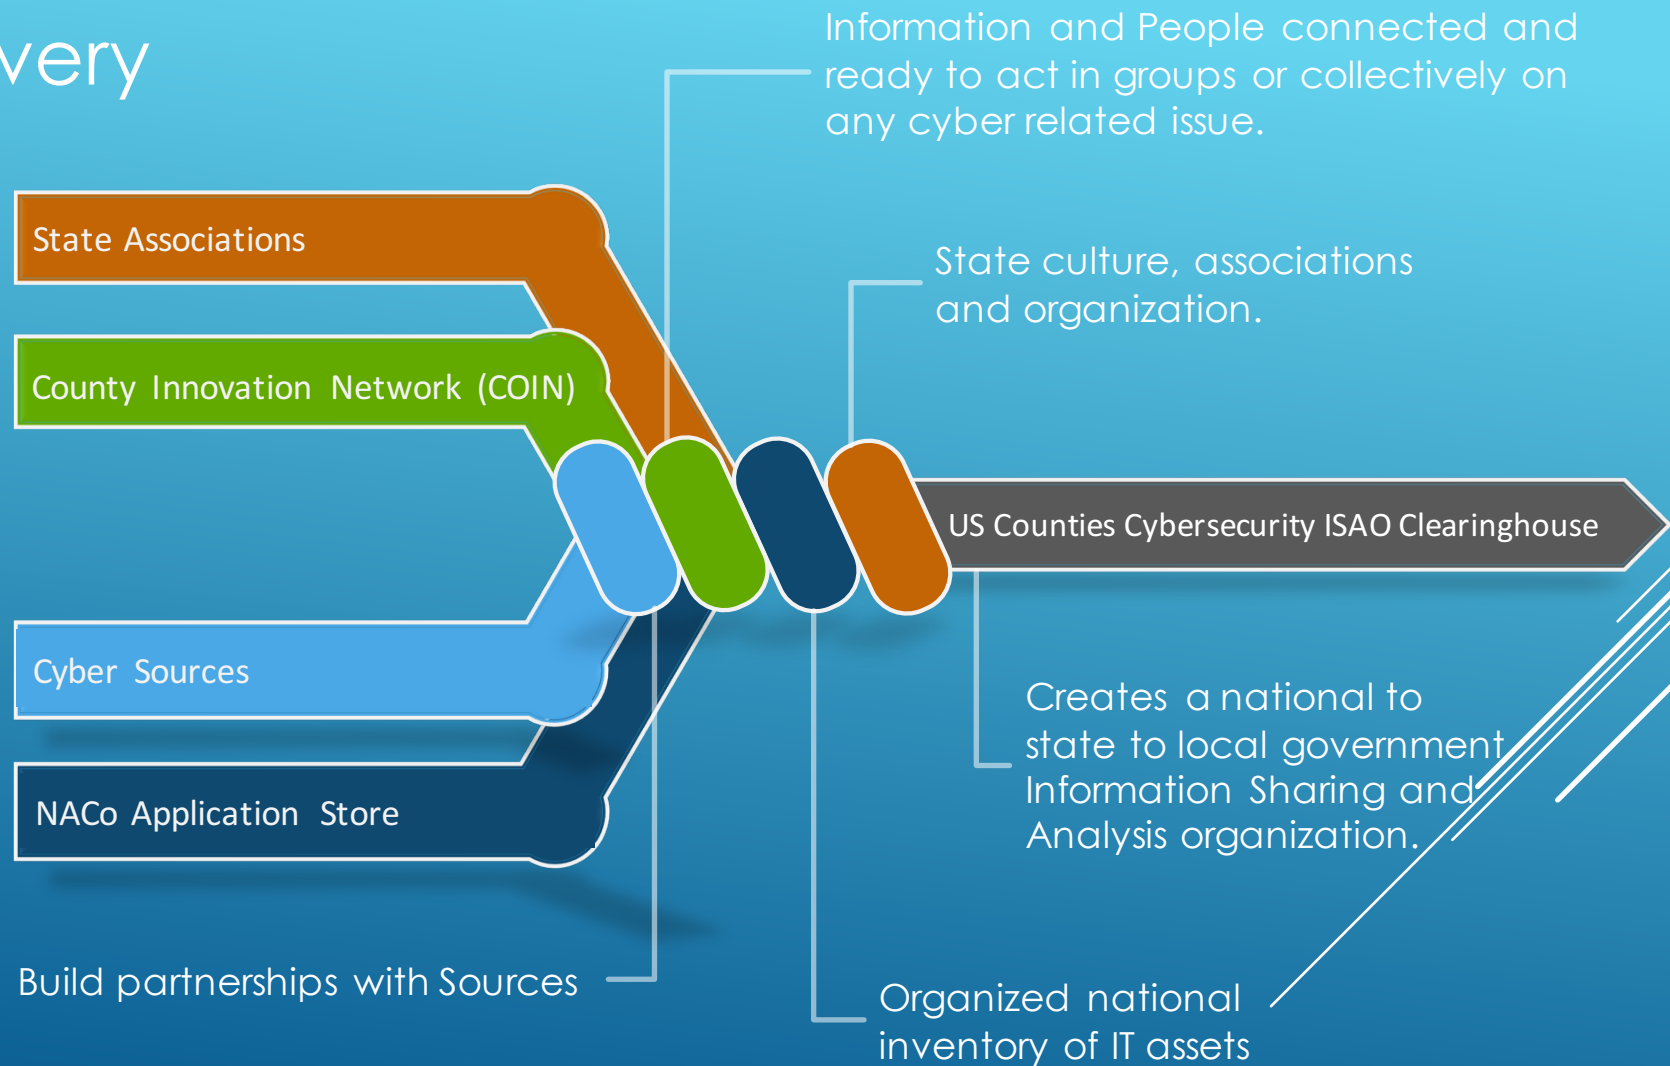 very
Information and People connected and
ready to act in groups or collectively on
any cyber related issue.
State Associations
State culture, associations
and organization.
County Innovation Network (COIN)
US Counties Cybersecurity ISAO Clearinghouse
Cyber Sources
Creates a national to
state to local government
Information Sharing and
Analysis organization.
NACo Application Store
Build partnerships with Sources
Organized national
inventory of IT assets